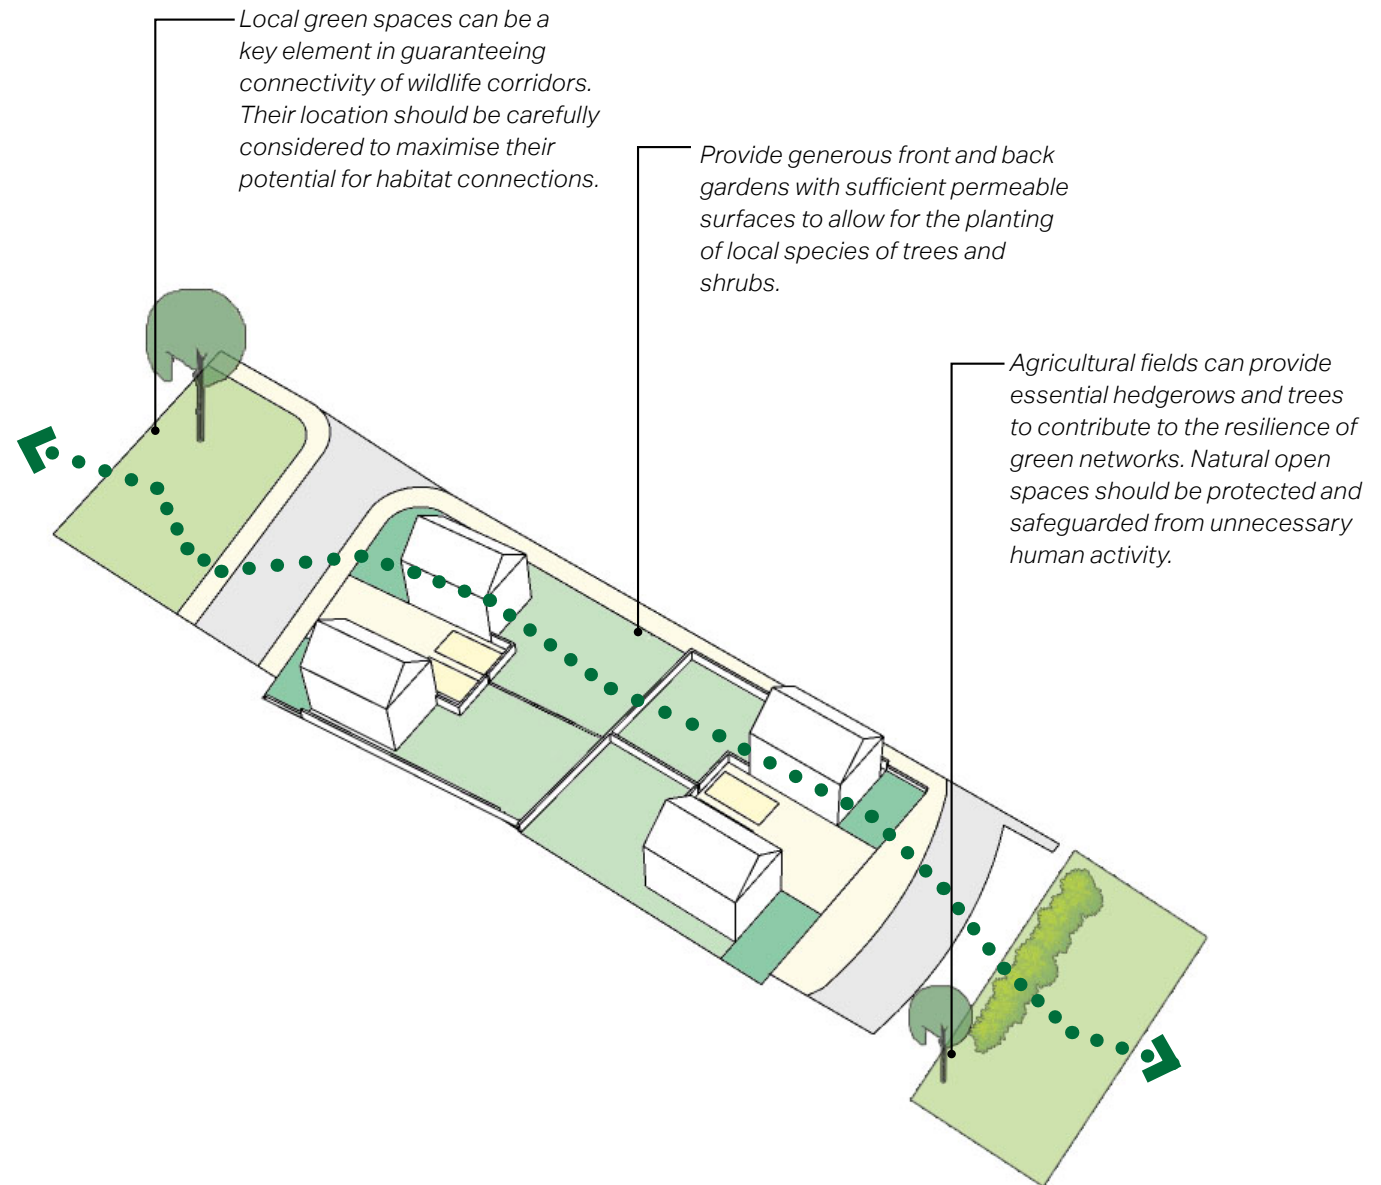 Local green spaces can be a
key element in guaranteeing
connectivity of wildlife corridors.
Their location should be carefully
considered to maximise their
potential for habitat connections.
Provide generous front and back
gardens with sufficient permeable
surfaces to allow for the planting
of local species of trees and
shrubs.
Agricultural fields can provide
essential hedgerows and trees
to contribute to the resilience of
green networks. Natural open
spaces should be protected and
safeguarded from unnecessary
human activity.